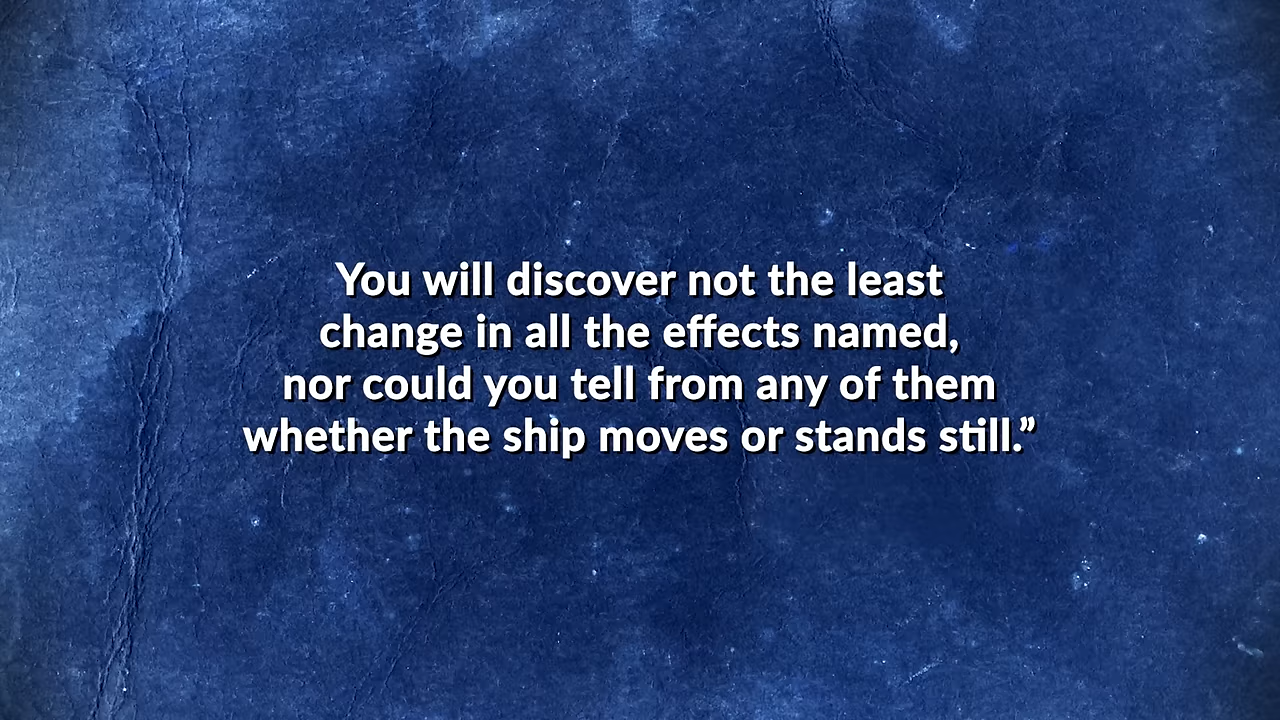 You will discover not the least
change in all the effects named,
nor could you tell from any of them
whether the ship moves or stands still.”